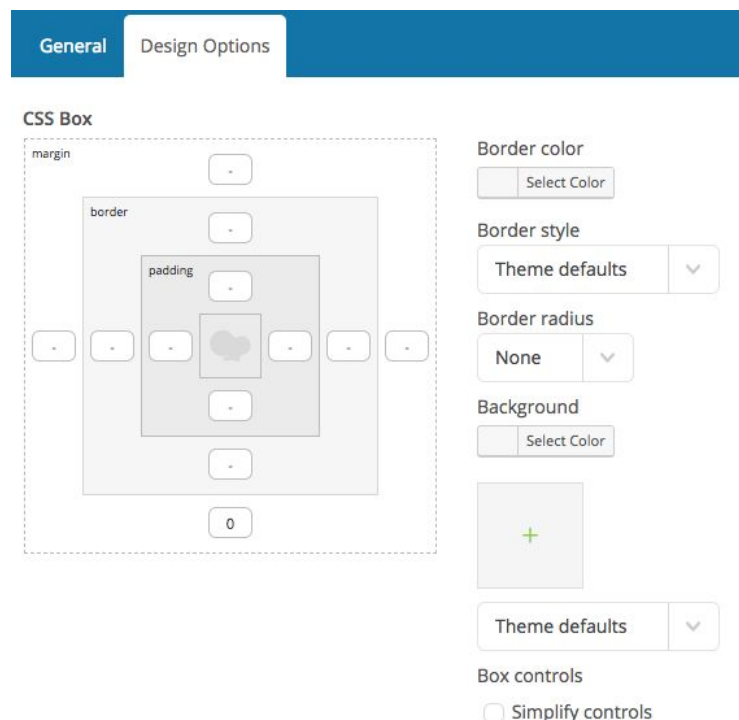 General
Design Options
CSS Box
margin
-
border
-
padding
-
- - - - - -
-
-
0
Border color
Select Color
Border style
Theme defaults
Border radius
None
Background
Select Color
+
Theme defaults
Box controls
Simplify controls